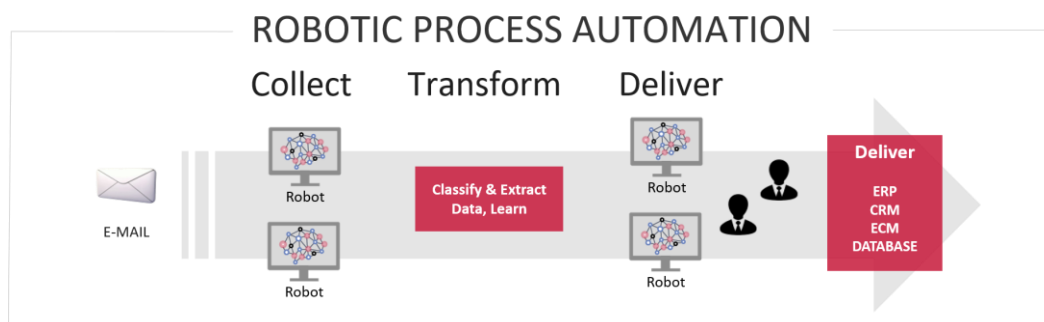 ROBOTIC PROCESS AUTOMATION
Collect
Transform
Deliver
E-MAIL
Robot
Robot
Classify & Extract
Data, Learn
Robot
Robot
Deliver
ERP
CRM
ECM
DATABASE